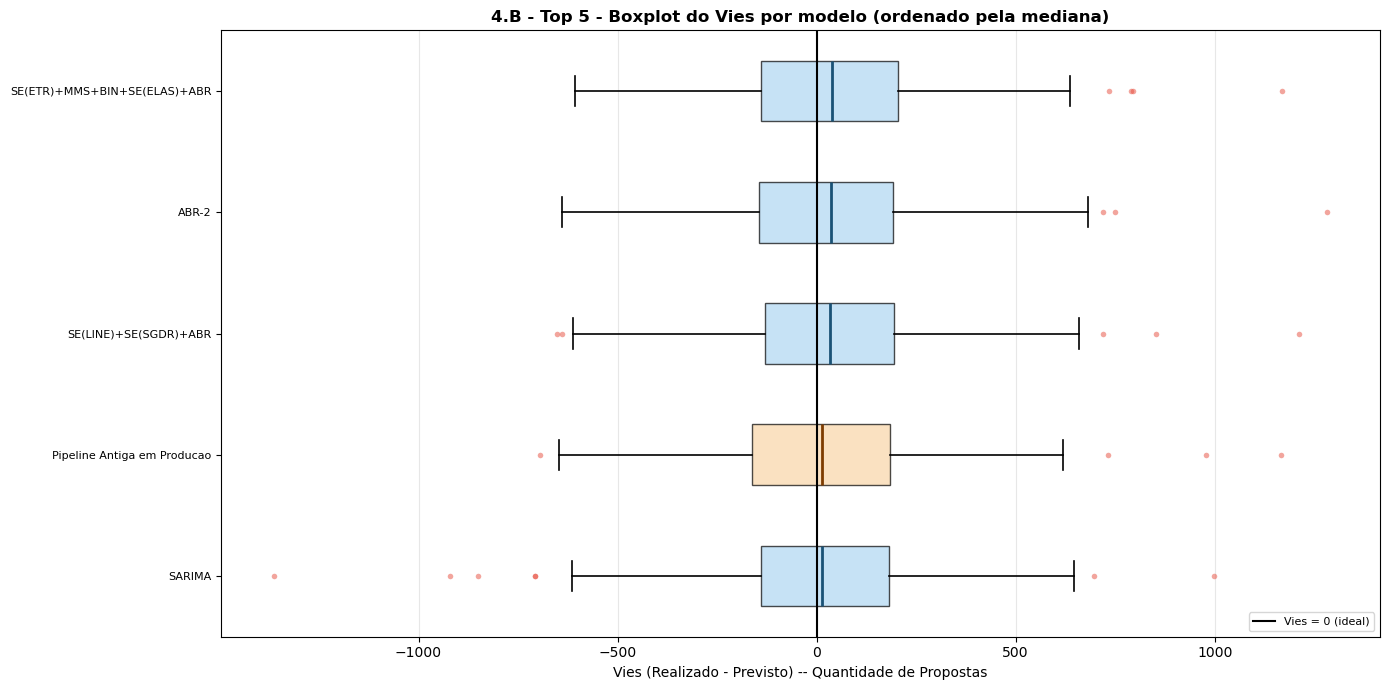 4.B - Top 5 - Boxplot do Vies por modelo (ordenado pela mediana)
SE(ETR)+MMS+BIN+SE(ELAS)+ABR
ABR-2
SE(LINE)+SE(SGDR)+ABR
Pipeline Antiga em Producao
SARIMA
Vies = 0 (ideal)
−1000 −500 0 500 1000
Vies (Realizado - Previsto) -- Quantidade de Propostas